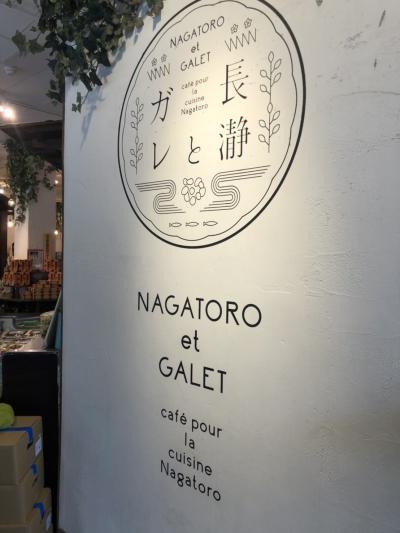 NAGATORO
et
GALET
café pour
la
cuisine
Nagatoro
長瀞
と
ガレ
NAGATORO
et
GALET
café pour
la
cuisine
Nagatoro